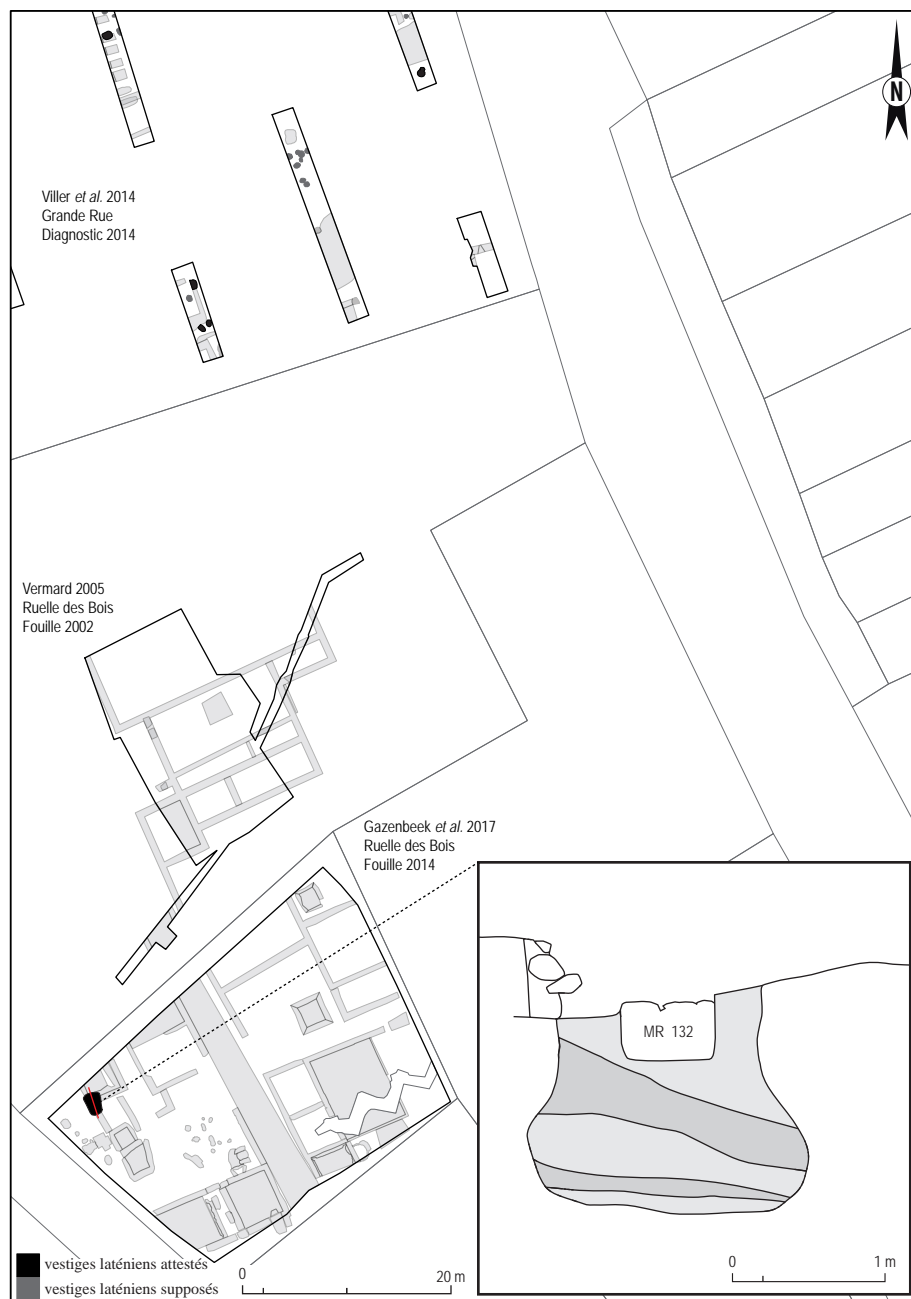 N
Viller et al. 2014
Grande Rue
Diagnostic 2014
Vermard 2005
Ruelle des Bois
Fouille 2002
Gazenbeek et al. 2017
Ruelle des Bois
Fouille 2014
MR 132
0 1 m
vestiges laténiens attestés
vestiges laténiens supposés
0 20 m